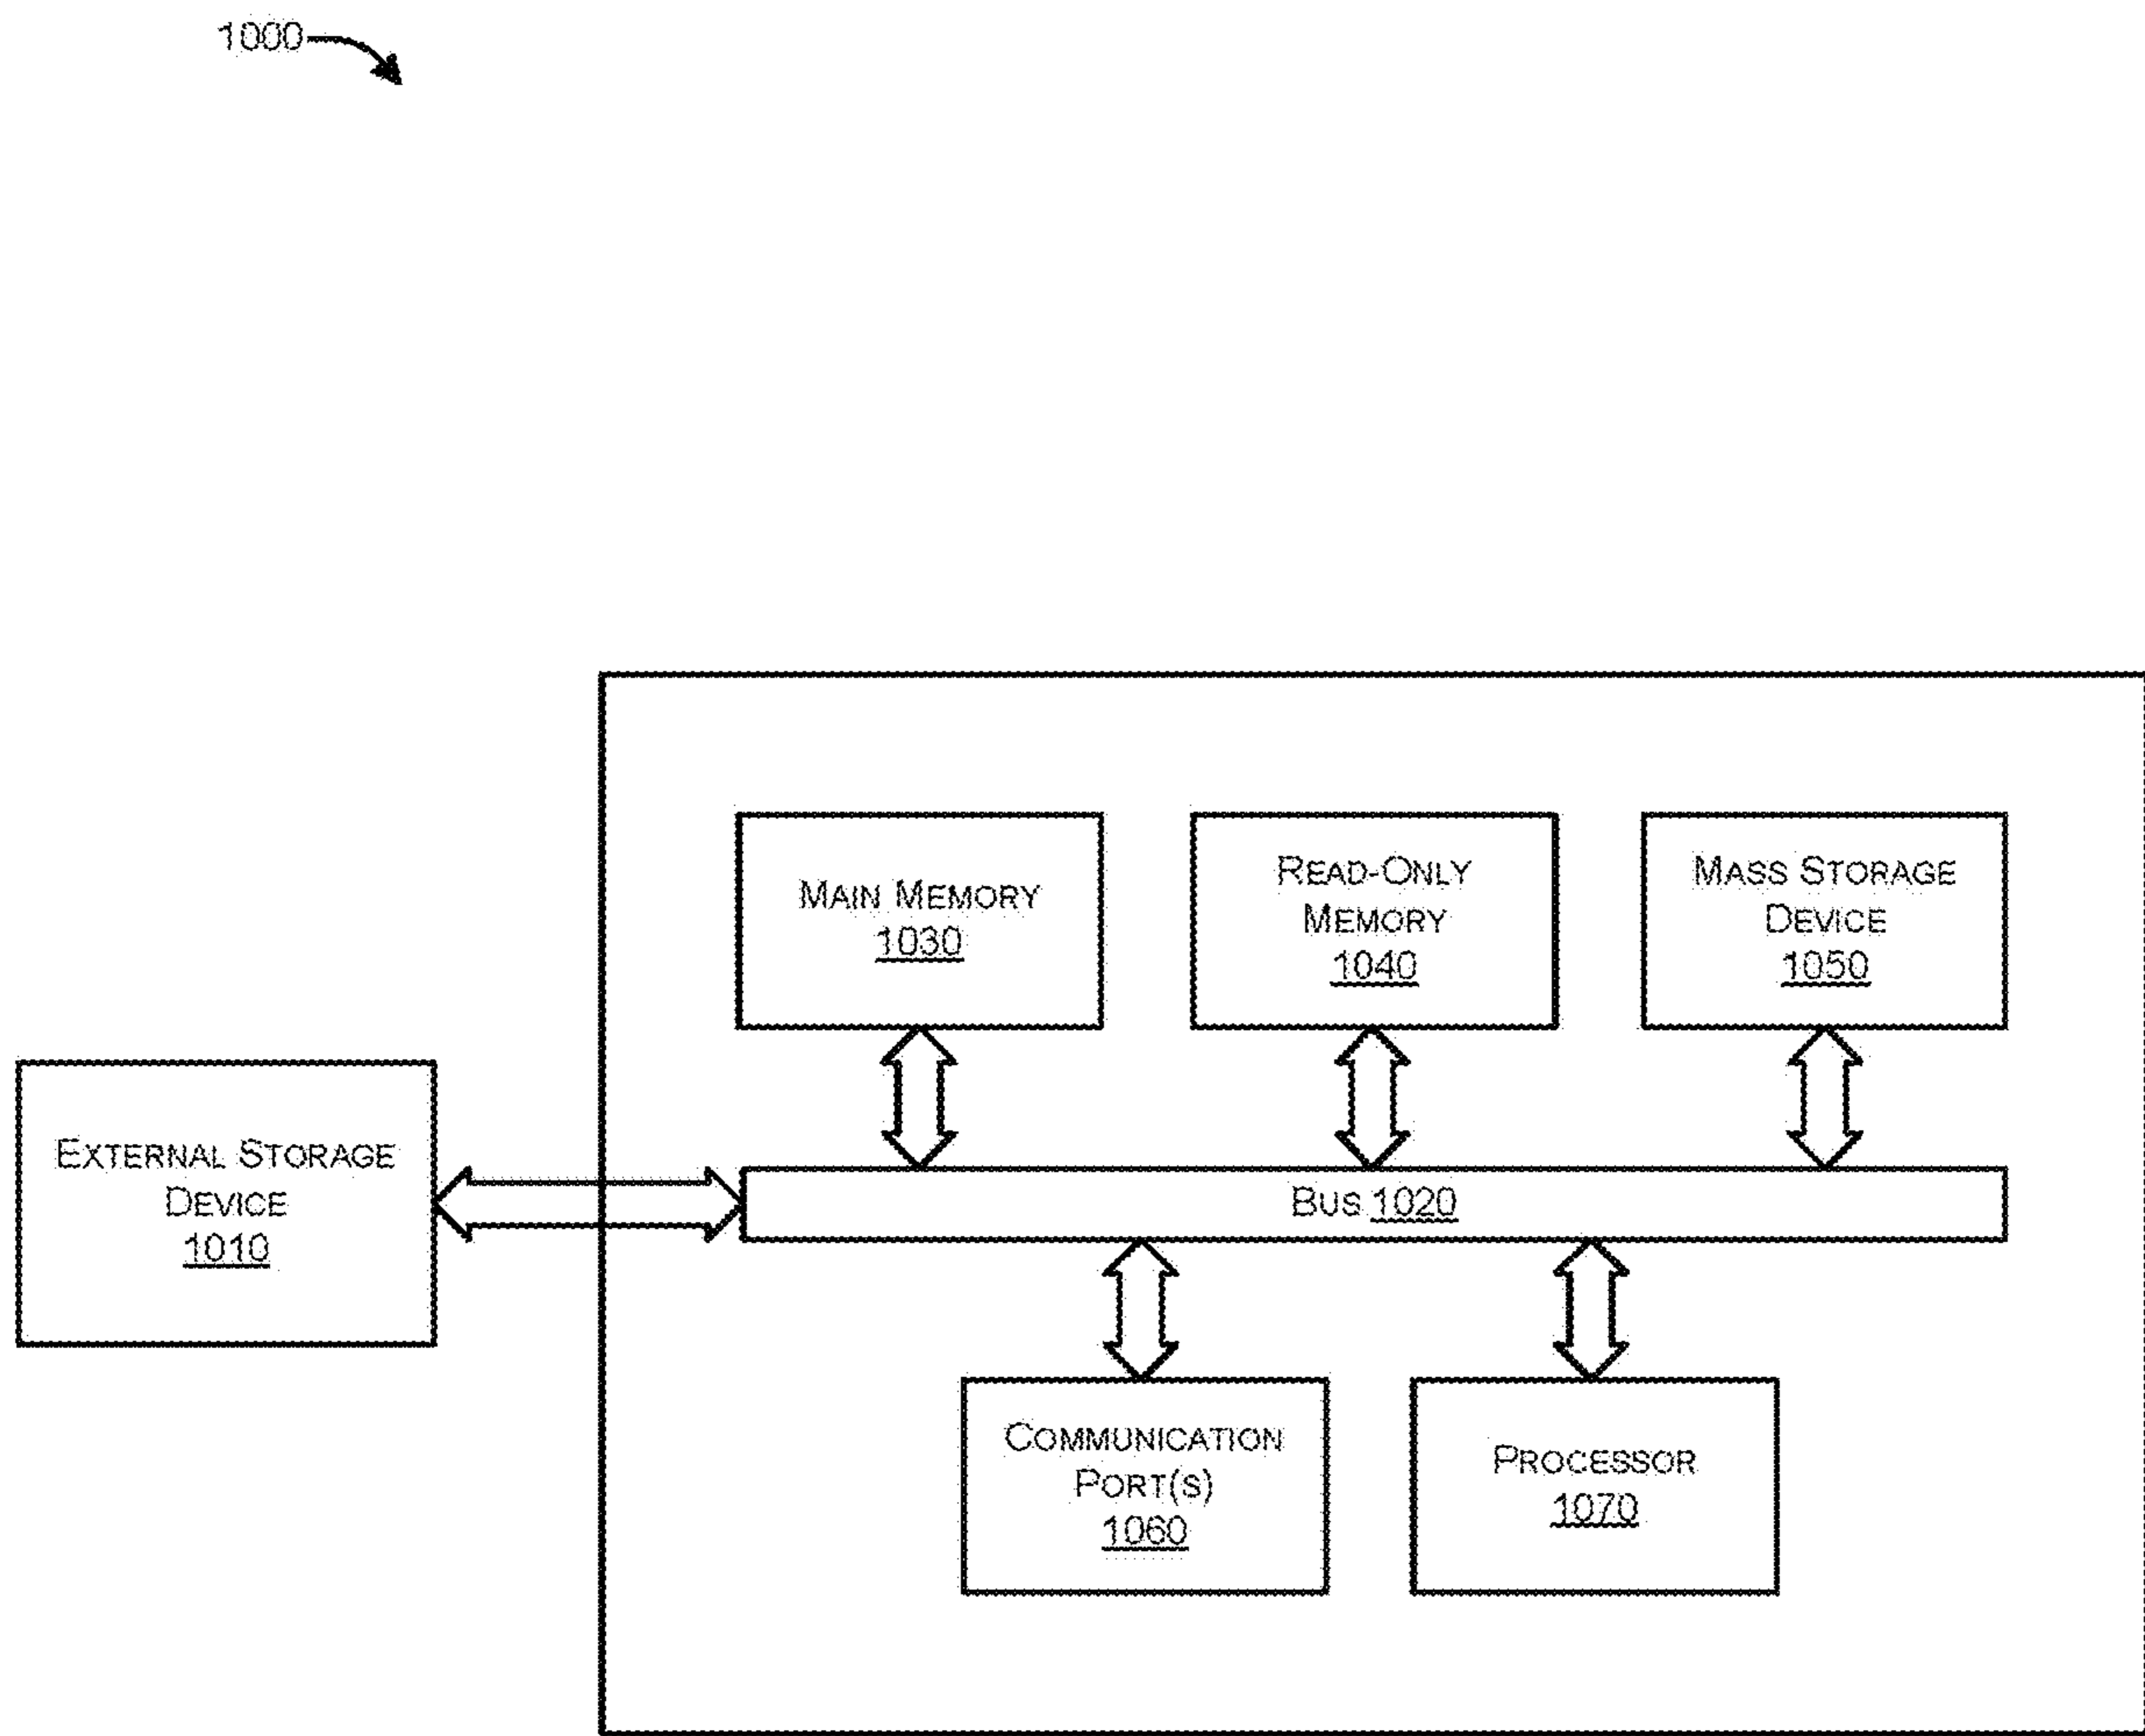 1000
MAIN MEMORY
1030
READ-ONLY
MEMORY
1040
MASS STORAGE
DEVICE
1050
EXTERNAL STORAGE
DEVICE
1010
BUS 1020
COMMUNICATION
PORT(S)
1060
PROCESSOR
1070